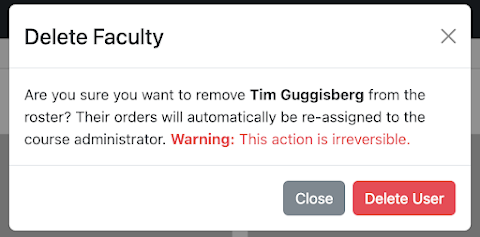 Delete Faculty
Are you sure you want to remove Tim Guggisberg from the
roster? Their orders will automatically be re-assigned to the
course administrator. Warning: This action is irreversible.
Close
Delete User